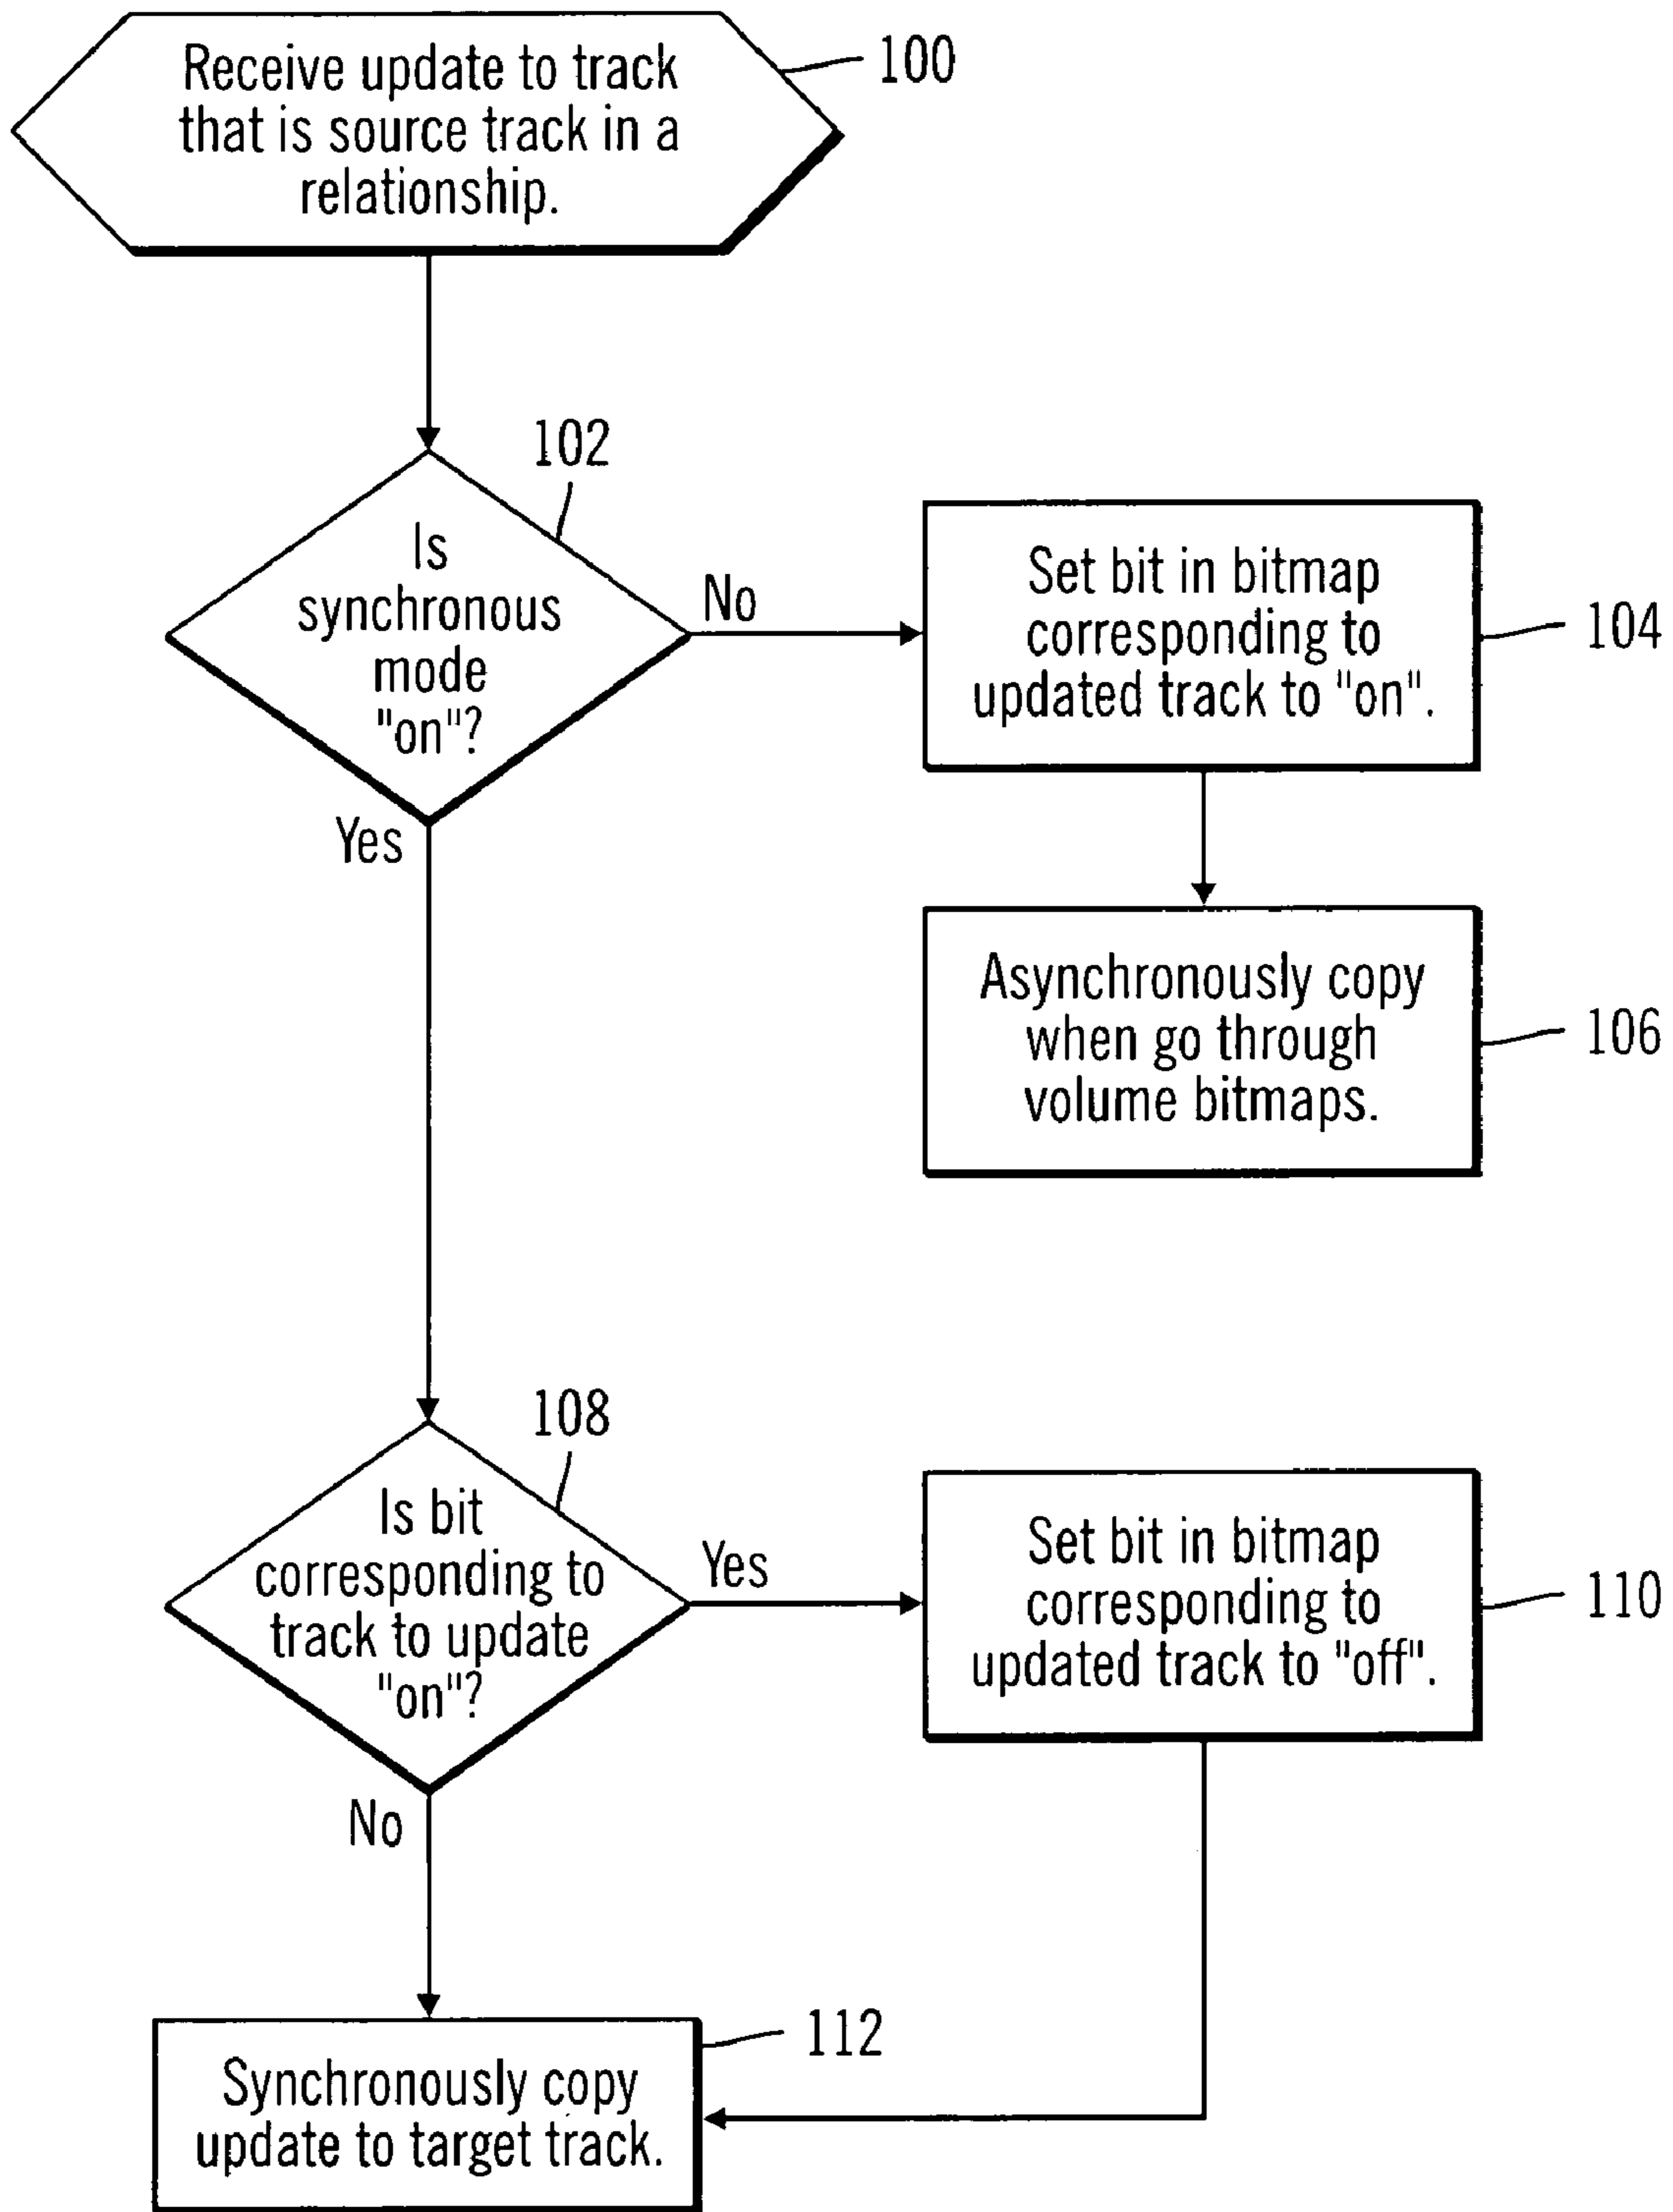 Receive update to track
that is source track in a
relationship.
100
102
Is
synchronous
mode
"on"?
No
Yes
Set bit in bitmap
corresponding to
updated track to "on".
104
Asynchronously copy
when go through
volume bitmaps.
106
108
Is bit
corresponding to
track to update
"on"?
Yes
No
Set bit in bitmap
corresponding to
updated track to "off".
110
112
Synchronously copy
update to target track.